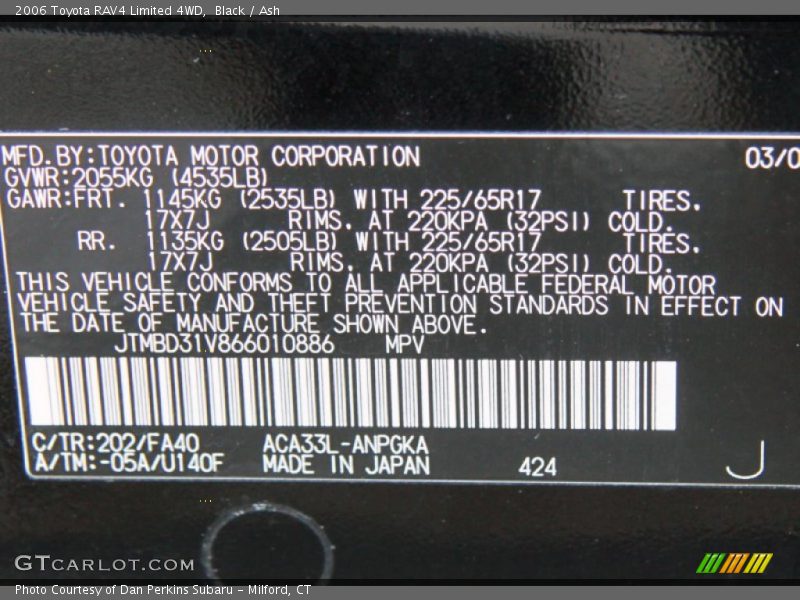 2006 Toyota RAV4 Limited 4WD, Black / Ash
MFD.BY:TOYOTA MOTOR CORPORATION 03/0
GVWR:2055KG (4535LB)
GAWR:FRT. 1145KG (2535LB) WITH 225/65R17 TIRES.
17X7J RIMS. AT 220KPA (32PSI) COLD.
RR. 1135KG (2505LB) WITH 225/65R17 TIRES.
17X7J RIMS. AT 220KPA (32PSI) COLD.
THIS VEHICLE CONFORMS TO ALL APPLICABLE FEDERAL MOTOR
VEHICLE SAFETY AND THEFT PREVENTION STANDARDS IN EFFECT ON
THE DATE OF MANUFACTURE SHOWN ABOVE.
JTMBD31V866010886 MPV
C/TR:202/FA40 ACA33L-ANPGKA
A/TM:-05A/U140F MADE IN JAPAN 424 J
GTCARLOT.COM
Photo Courtesy of Dan Perkins Subaru - Milford, CT